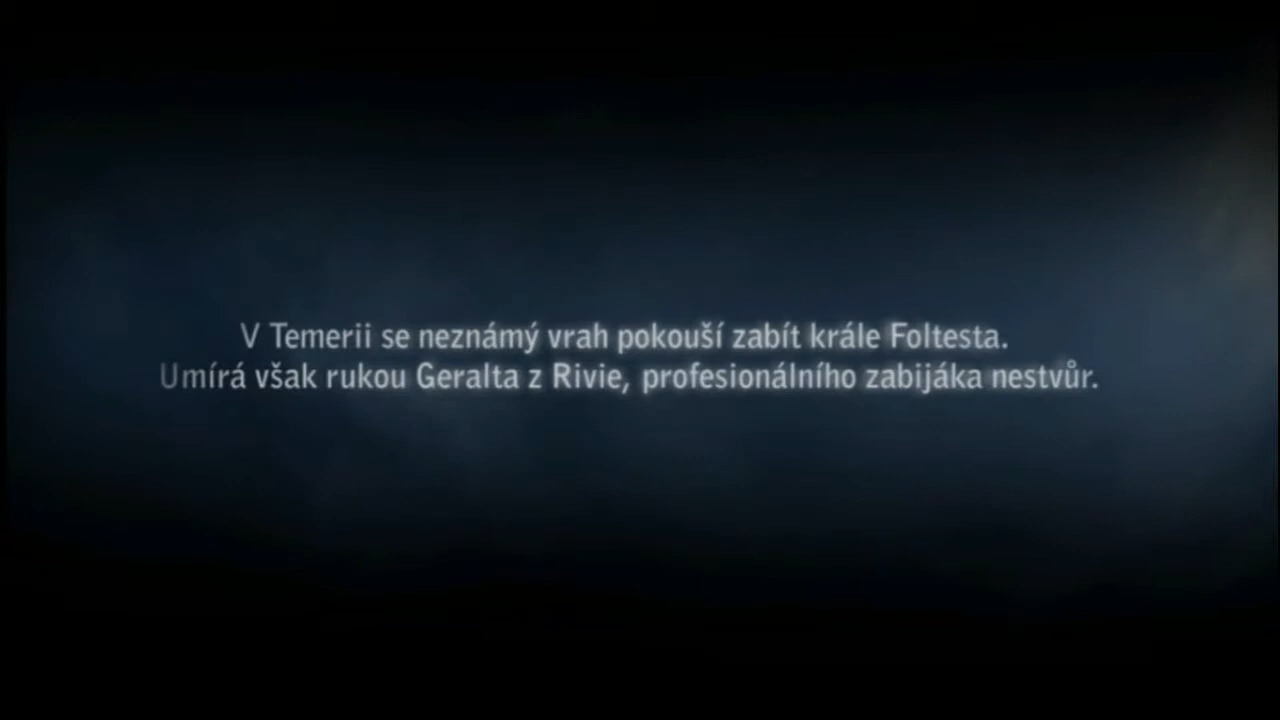 V Temerii se neznámý vrah pokouší zabít krále Foltesta.
Umírá však rukou Geralta z Rivie, profesionálního zabijáka nestvůr.